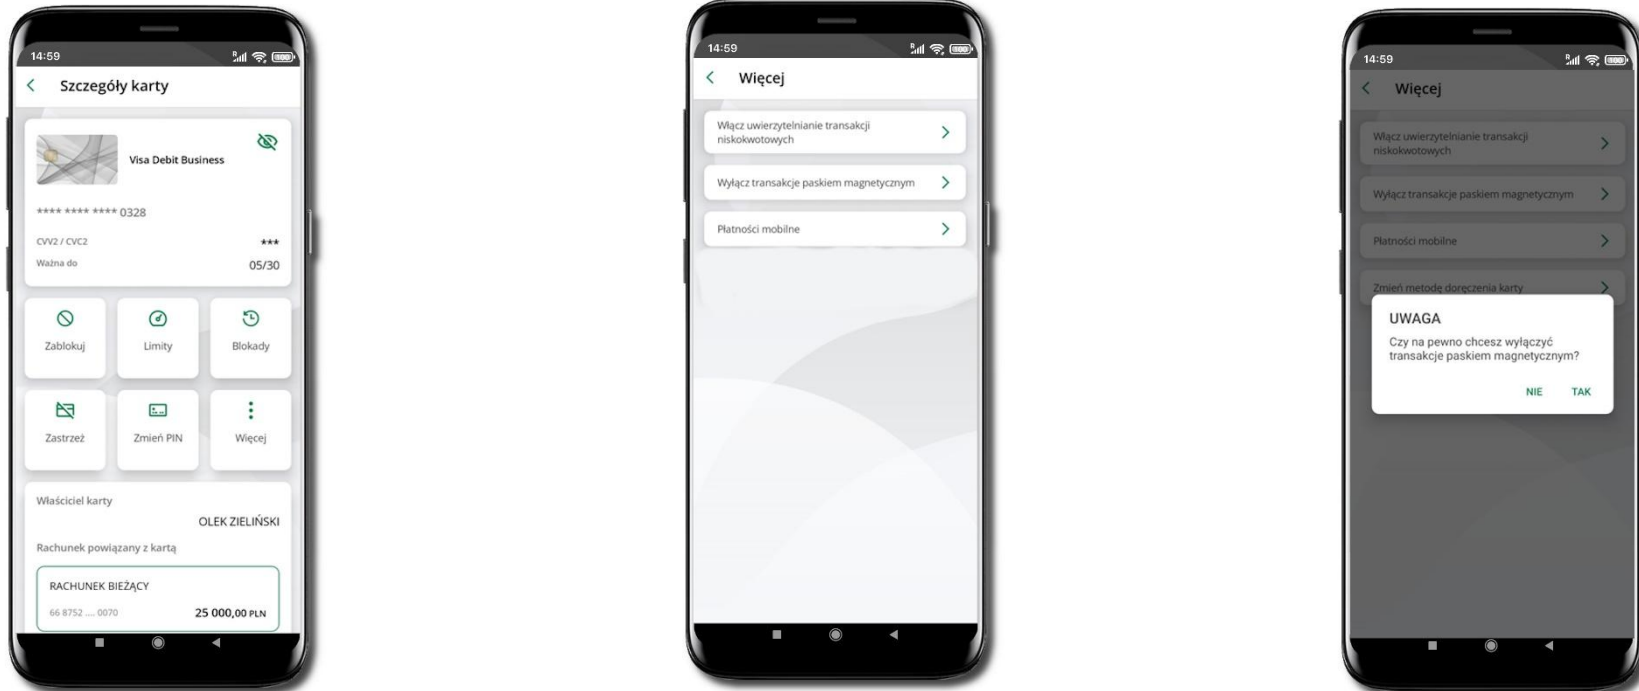 14:59
Szczegóły karty
Visa Debit Business
**** **** **** 0328
CVV2 / CVC2 ***
Ważna do 05/30
Zablokuj Limity Blokady
Zastrzeż Zmień PIN Więcej
Właściciel karty
OLEK ZIELIŃSKI
Rachunek powiązany z kartą
RACHUNEK BIEŻĄCY
66 8752 .... 0070 25 000,00 PLN
14:59
Więcej
Włącz uwierzytelnianie transakcji
niskokwotowych
Wyłącz transakcje paskiem magnetycznym
Płatności mobilne
14:59
Więcej
Włącz uwierzytelnianie transakcji
niskokwotowych
Wyłącz transakcje paskiem magnetycznym
Płatności mobilne
Zmień metodę doręczenia karty
UWAGA
Czy na pewno chcesz wyłączyć
transakcje paskiem magnetycznym?
NIE TAK